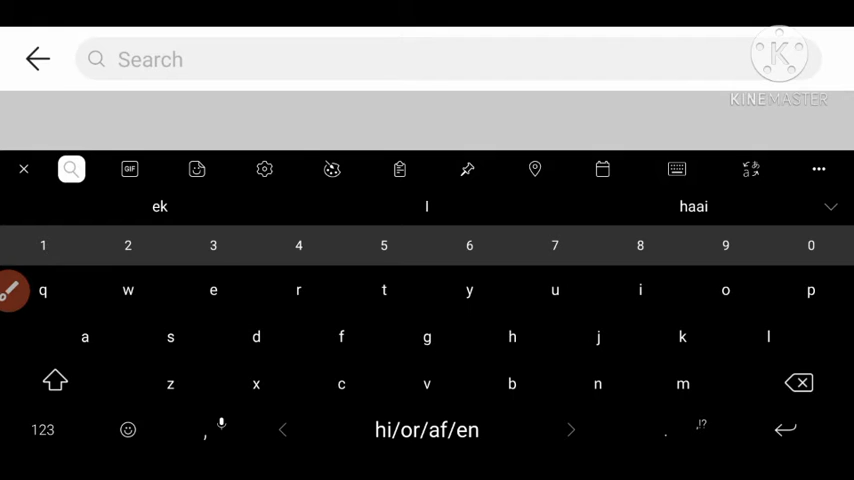 Search
K
KINEMASTER
GIF
ek I haai
1 2 3 4 5 6 7 8 9 0
q w e r t y u i o p
a s d f g h j k l
z x c v b n m
123 , hi/or/af/en . ,!?